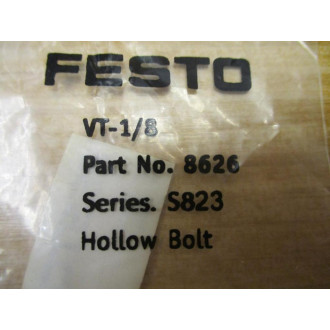 FESTO
VT-1/8
Part No. 8626
Series. S823
Hollow Bolt